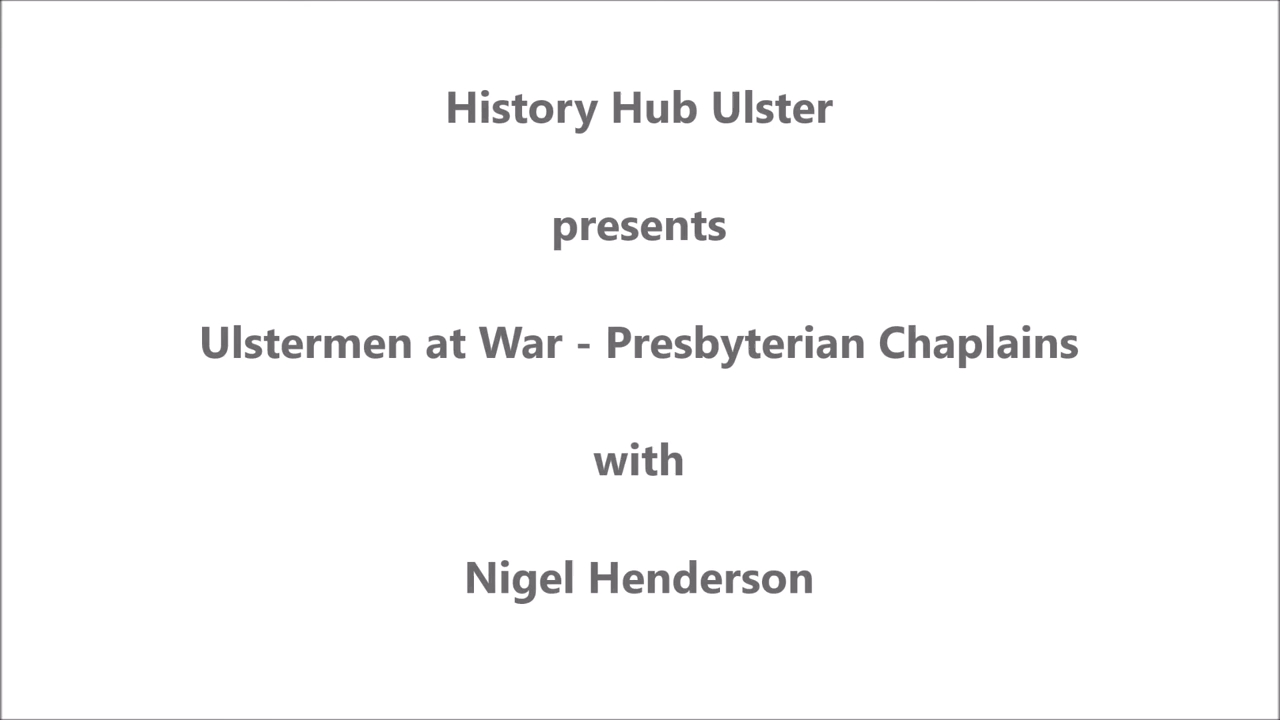 History Hub Ulster
presents
Ulstermen at War - Presbyterian Chaplains
with
Nigel Henderson